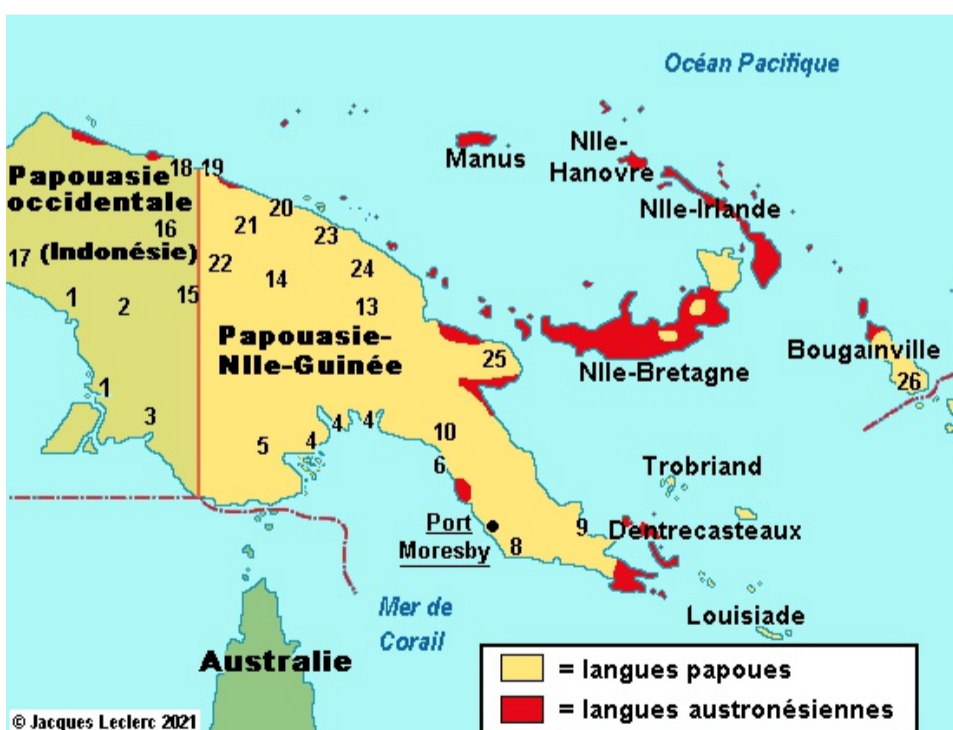 Océan Pacifique
Nlle-
Hanovre
Manus
18 19
Papouasie
occidentale
Nlle-Irlande
20
16
21
23
17 (Indonésie)
22
24
14
1
2
15
13
Papouasie-
Nlle-Guinée
25
Nlle-Bretagne
Bougainville
26
1
3
4
4
4
5
10
6
Trobriand
Port
Moresby
8
9
Dentrecasteaux
Mer de
Corail
Louisiade
Australie
= langues papoues
= langues austronésiennes
© Jacques Leclerc 2021